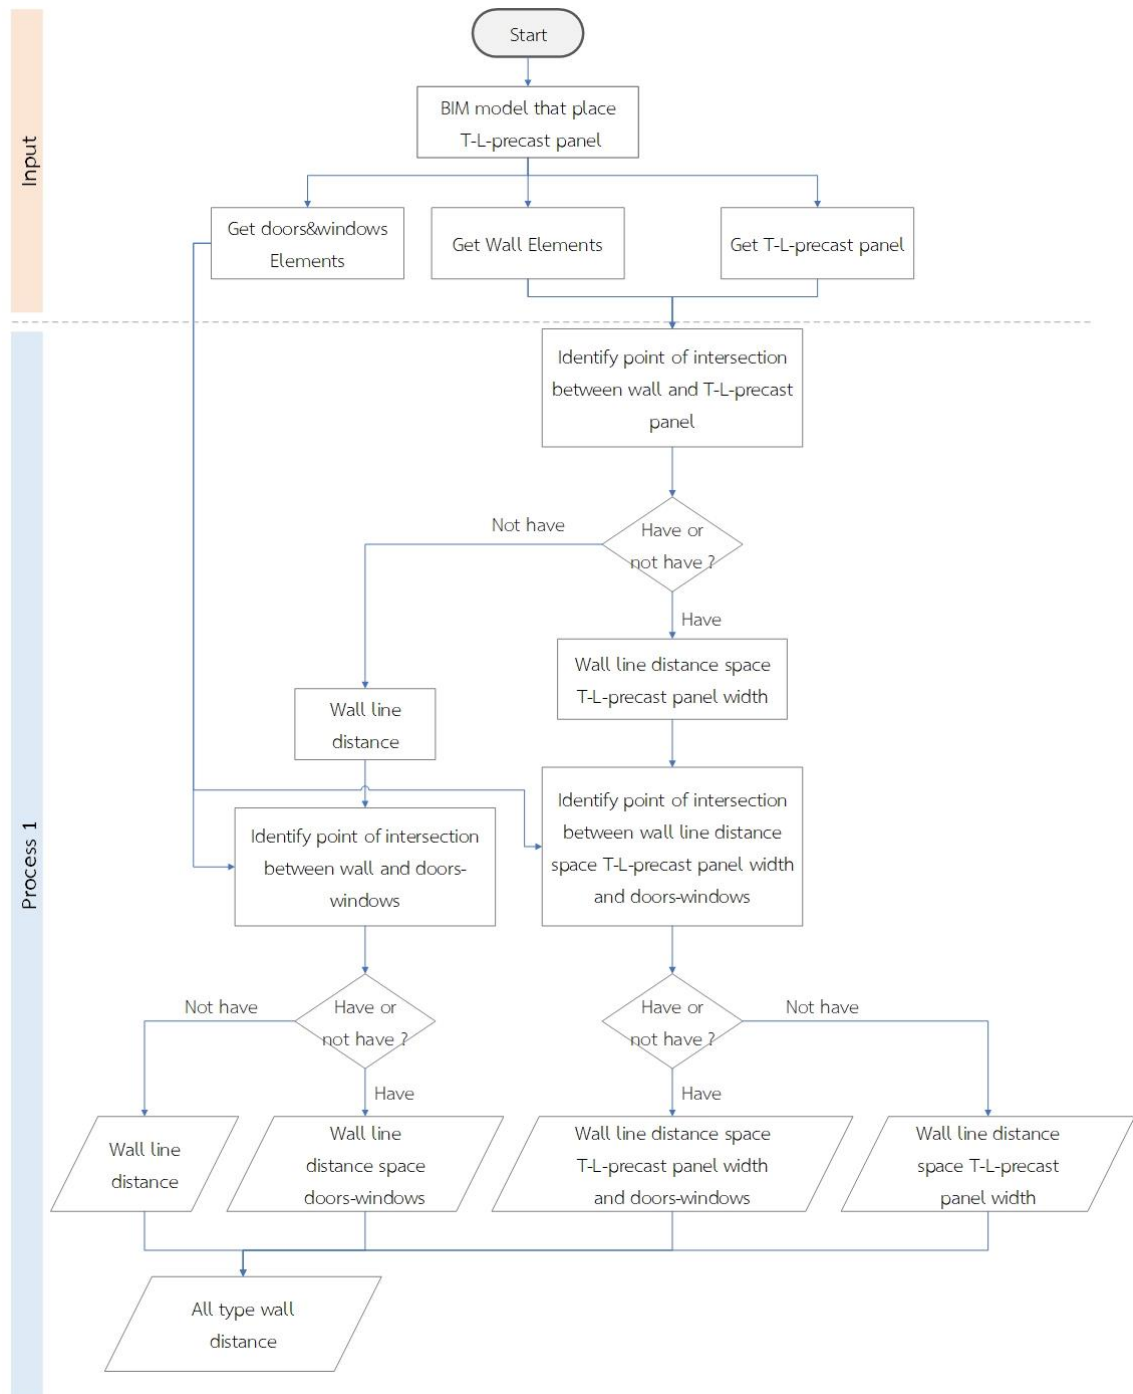 Input
Start
BIM model that place
T-L-precast panel
Get doors&windows
Elements
Get Wall Elements
Get T-L-precast panel
Process 1
Identify point of intersection
between wall and T-L-precast
panel
Have or
not have ?
Not have
Have
Wall line distance space
T-L-precast panel width
Wall line
distance
Identify point of intersection
between wall and doors-
windows
Identify point of intersection
between wall line distance
space T-L-precast panel width
and doors-windows
Have or
not have ?
Not have
Have
Have or
not have ?
Not have
Have
Wall line
distance
Wall line
distance space
doors-windows
Wall line distance space
T-L-precast panel width
and doors-windows
Wall line distance
space T-L-precast
panel width
All type wall
distance